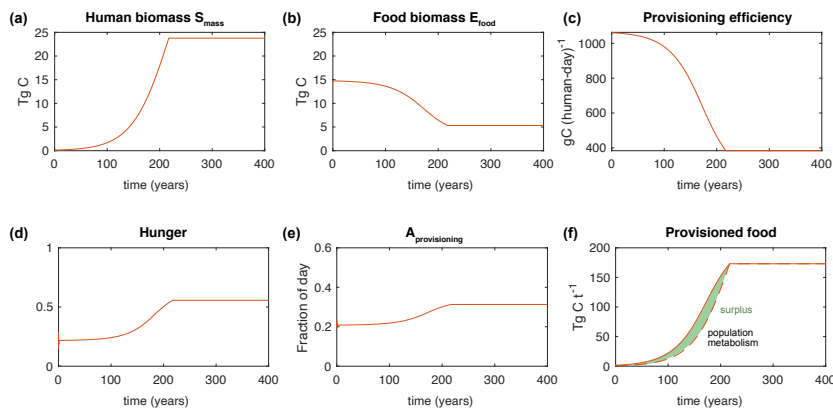 (a) Human biomass S_mass
25
20
15
10
5
0
Tg C
0 100 200 300 400
time (years)
(b) Food biomass E_food
25
20
15
10
5
0
Tg C
0 100 200 300 400
time (years)
(c) Provisioning efficiency
1000
800
600
400
gC (human-day)⁻¹
0 100 200 300 400
time (years)
(d) Hunger
1
0.5
0
0 100 200 300 400
time (years)
(e) A_provisioning
0.6
0.4
0.2
0
Fraction of day
0 100 200 300 400
time (years)
(f) Provisioned food
200
150
100
50
0
Tg C t⁻¹
surplus
population
metabolism
0 100 200 300 400
time (years)